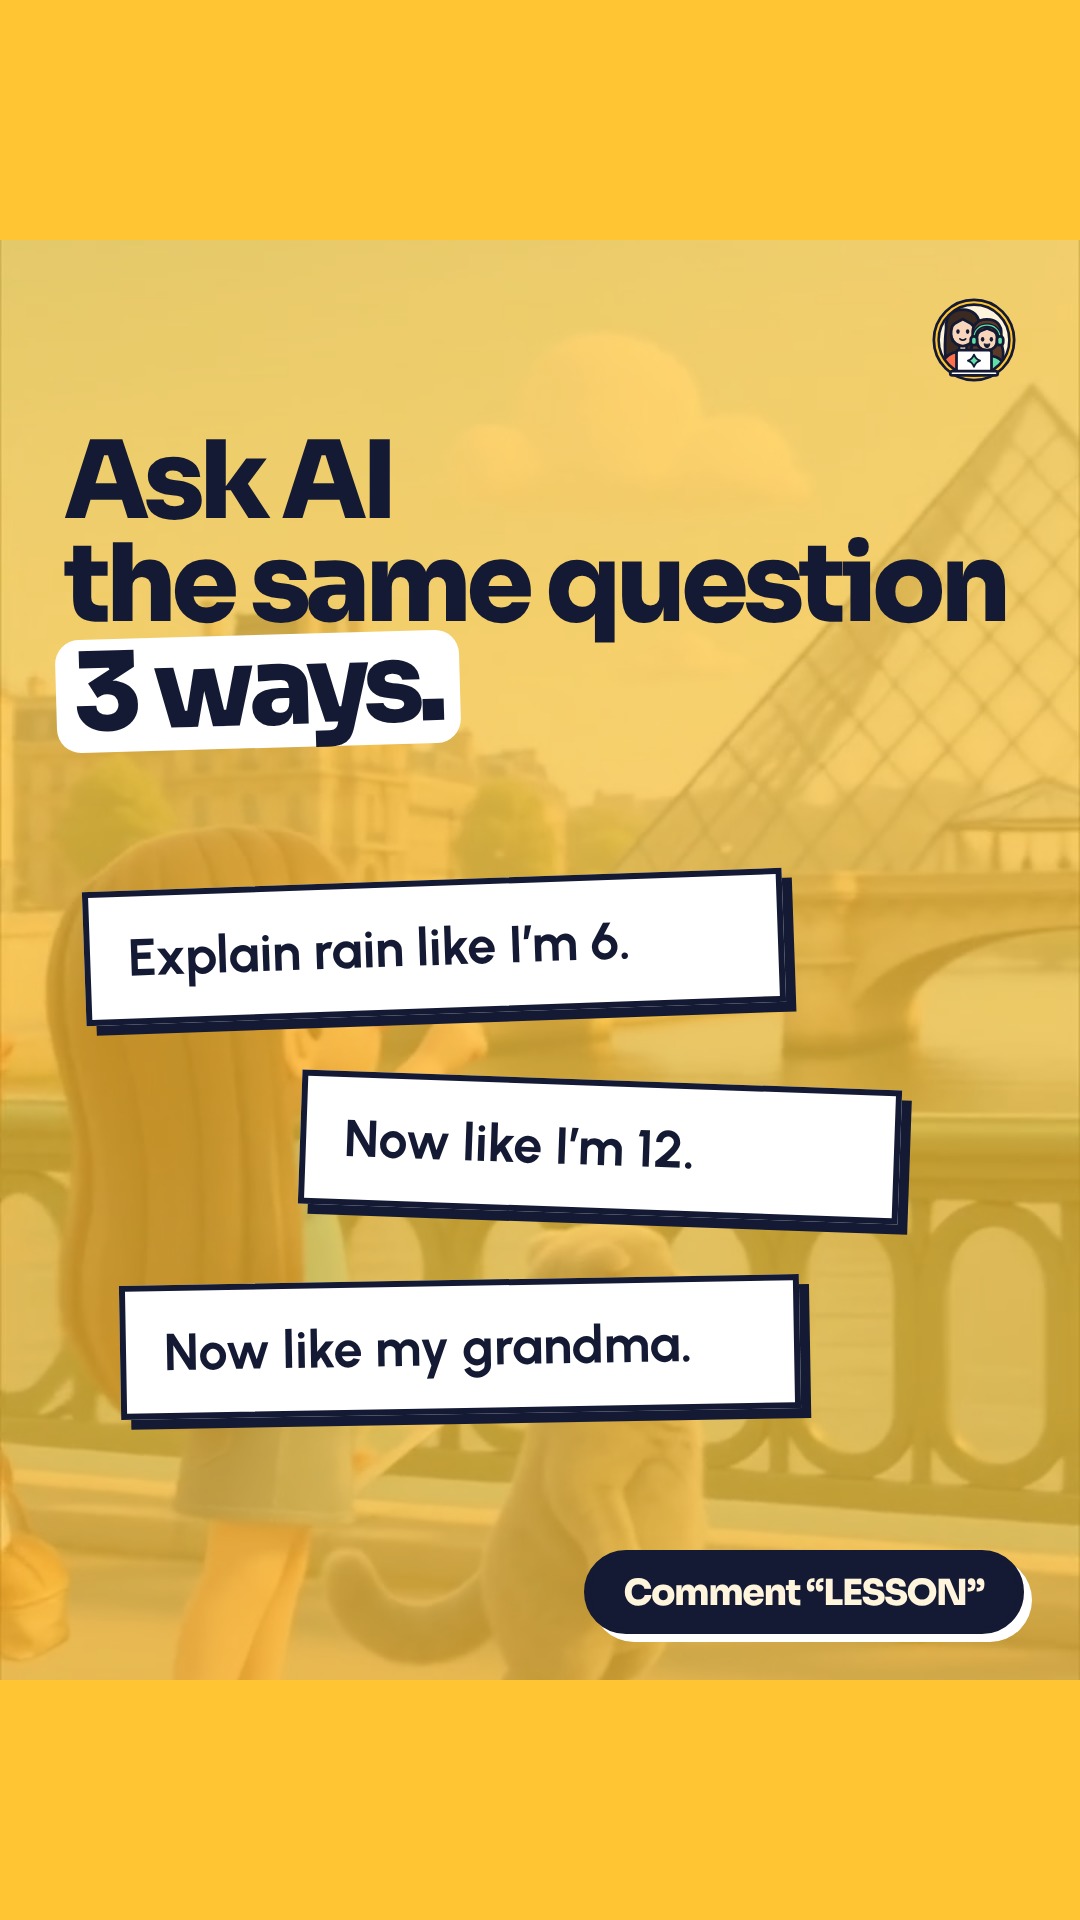 Ask AI
the same question
3 ways.
Explain rain like I’m 6.
Now like I’m 12.
Now like my grandma.
Comment “LESSON”